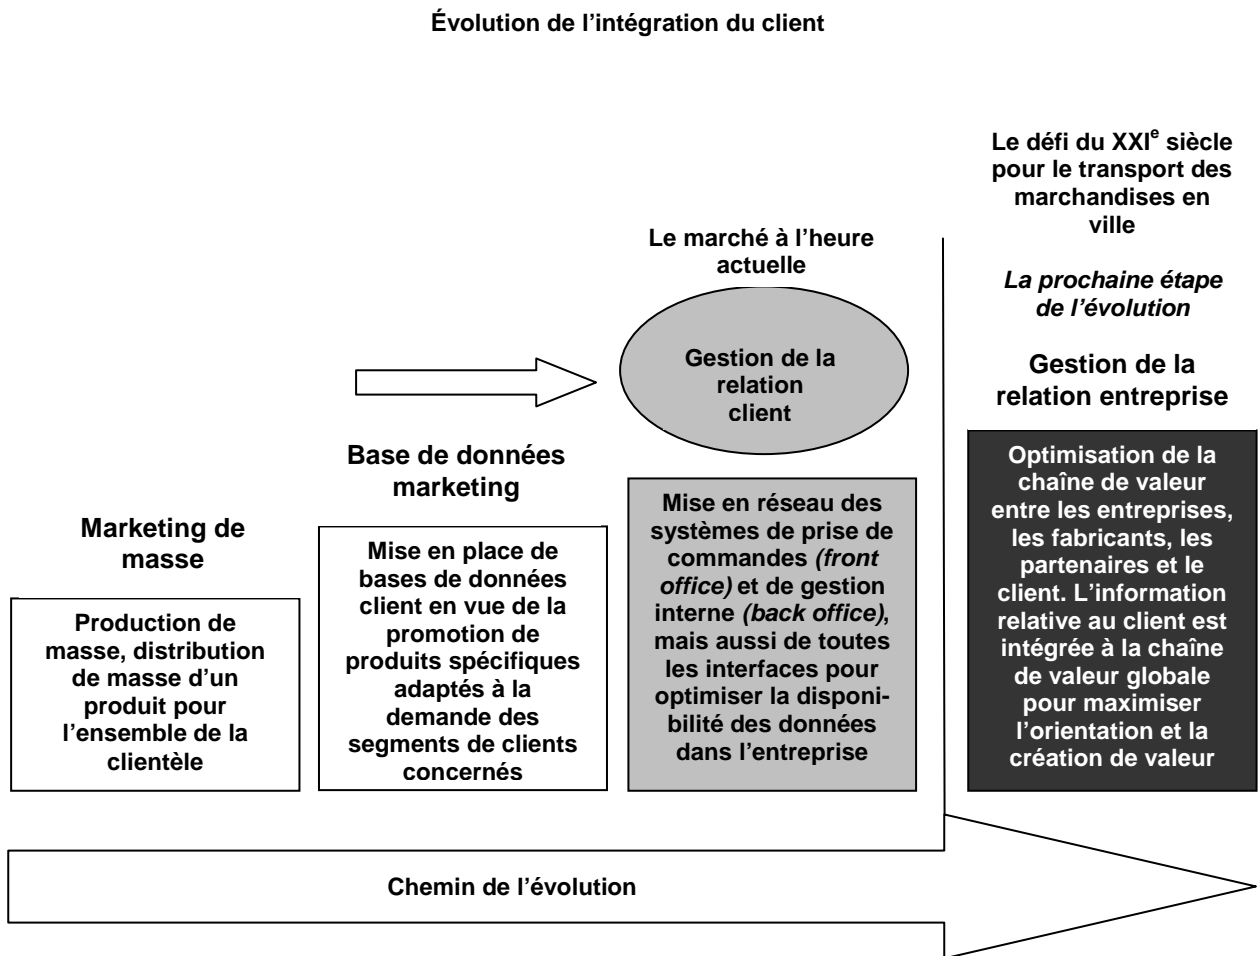 Évolution de l’intégration du client
Marketing de
masse
Production de
masse, distribution
de masse d’un
produit pour
l’ensemble de la
clientèle
Base de données
marketing
Mise en place de
bases de données
client en vue de la
promotion de
produits spécifiques
adaptés à la
demande des
segments de clients
concernés
Le marché à l’heure
actuelle
Gestion de la
relation
client
Mise en réseau des
systèmes de prise de
commandes (front
office) et de gestion
interne (back office),
mais aussi de toutes
les interfaces pour
optimiser la disponi-
bilité des données
dans l’entreprise
Le défi du XXIe siècle
pour le transport des
marchandises en
ville
La prochaine étape
de l’évolution
Gestion de la
relation entreprise
Optimisation de la
chaîne de valeur
entre les entreprises,
les fabricants, les
partenaires et le
client. L’information
relative au client est
intégrée à la chaîne
de valeur globale
pour maximiser
l’orientation et la
création de valeur
Chemin de l’évolution